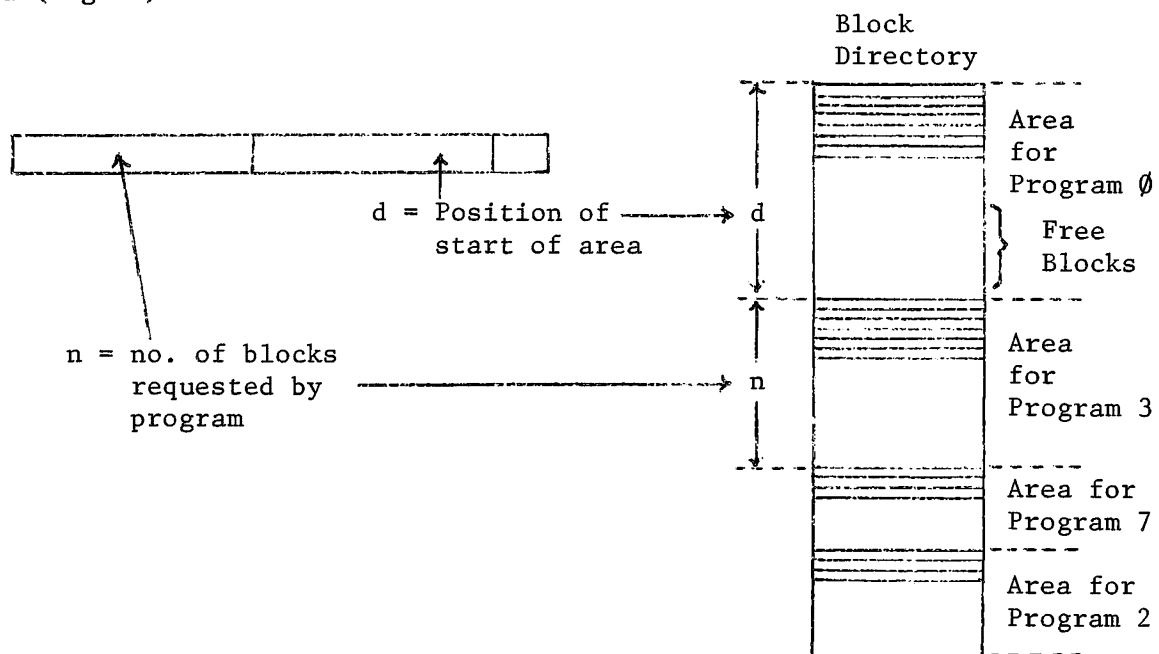 Block
Directory
Area
for
Program Ø
d = Position of
start of area
d
Free
Blocks
n = no. of blocks
requested by
program
n
Area
for
Program 3
Area for
Program 7
Area for
Program 2